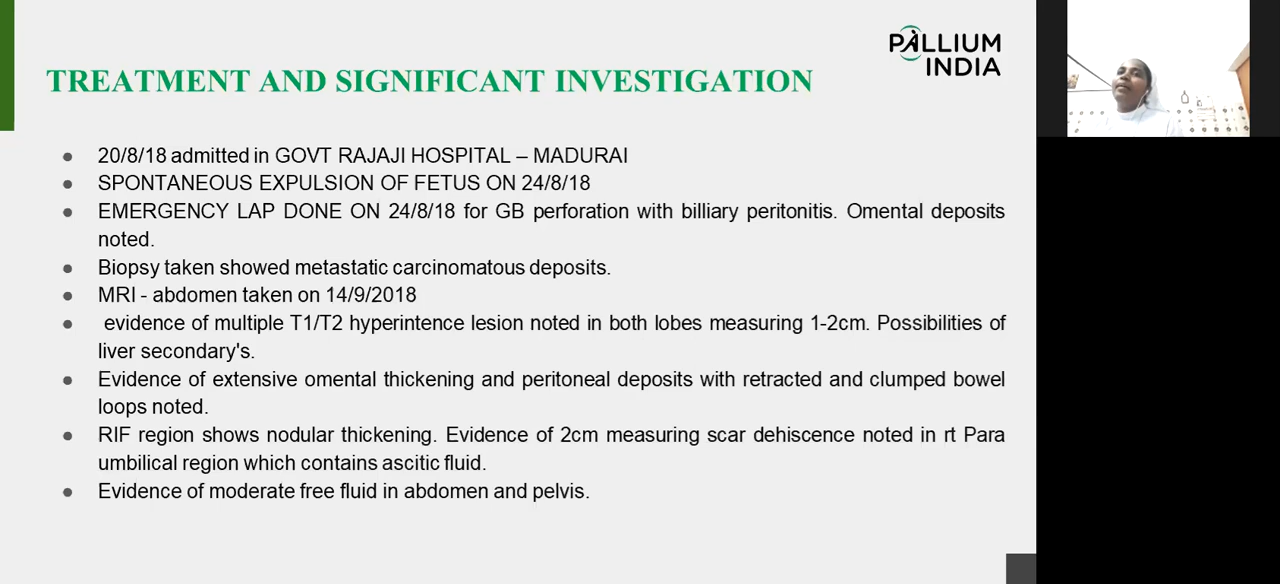 PALLIUM
INDIA
TREATMENT AND SIGNIFICANT INVESTIGATION
● 20/8/18 admitted in GOVT RAJAJI HOSPITAL – MADURAI
● SPONTANEOUS EXPULSION OF FETUS ON 24/8/18
● EMERGENCY LAP DONE ON 24/8/18 for GB perforation with billiary peritonitis. Omental deposits
noted.
● Biopsy taken showed metastatic carcinomatous deposits.
● MRI - abdomen taken on 14/9/2018
● evidence of multiple T1/T2 hyperintence lesion noted in both lobes measuring 1-2cm. Possibilities of
liver secondary's.
● Evidence of extensive omental thickening and peritoneal deposits with retracted and clumped bowel
loops noted.
● RIF region shows nodular thickening. Evidence of 2cm measuring scar dehiscence noted in rt Para
umbilical region which contains ascitic fluid.
● Evidence of moderate free fluid in abdomen and pelvis.